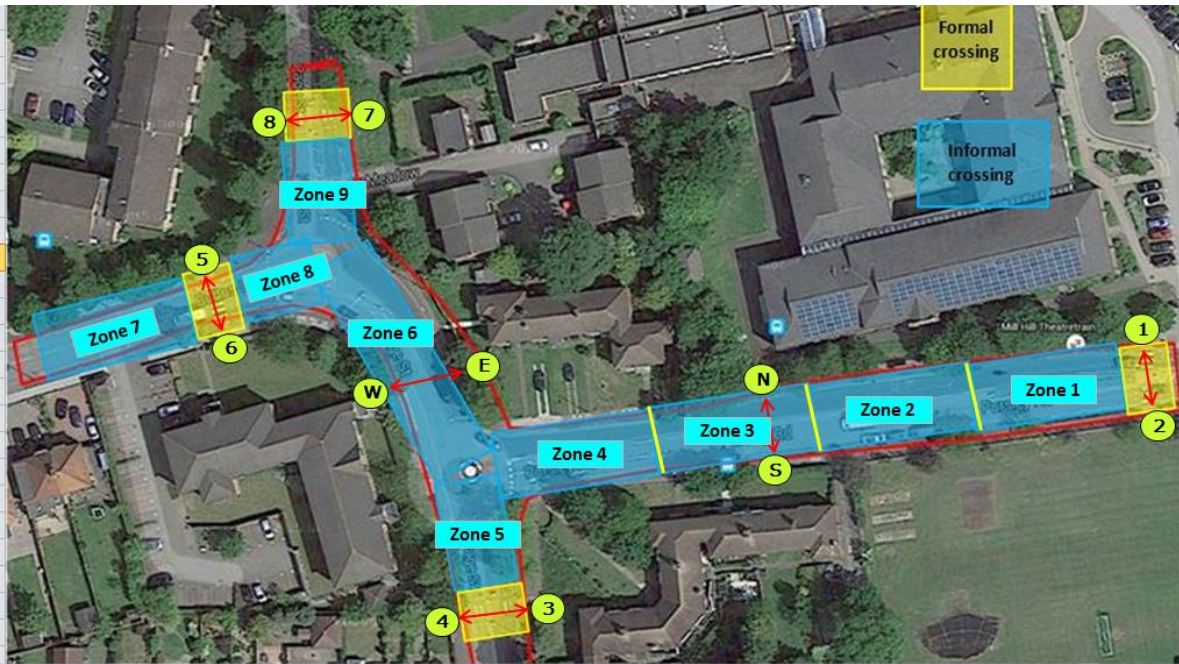 Formal
crossing
Informal
crossing
8
7
Zone 9
Meadow
5
Zone 8
Zone 7
6
Zone 6
W
E
N
S
Mill Hill Theatretrain
1
2
Zone 1
Zone 2
Zone 3
Zone 4
Zone 5
4
3